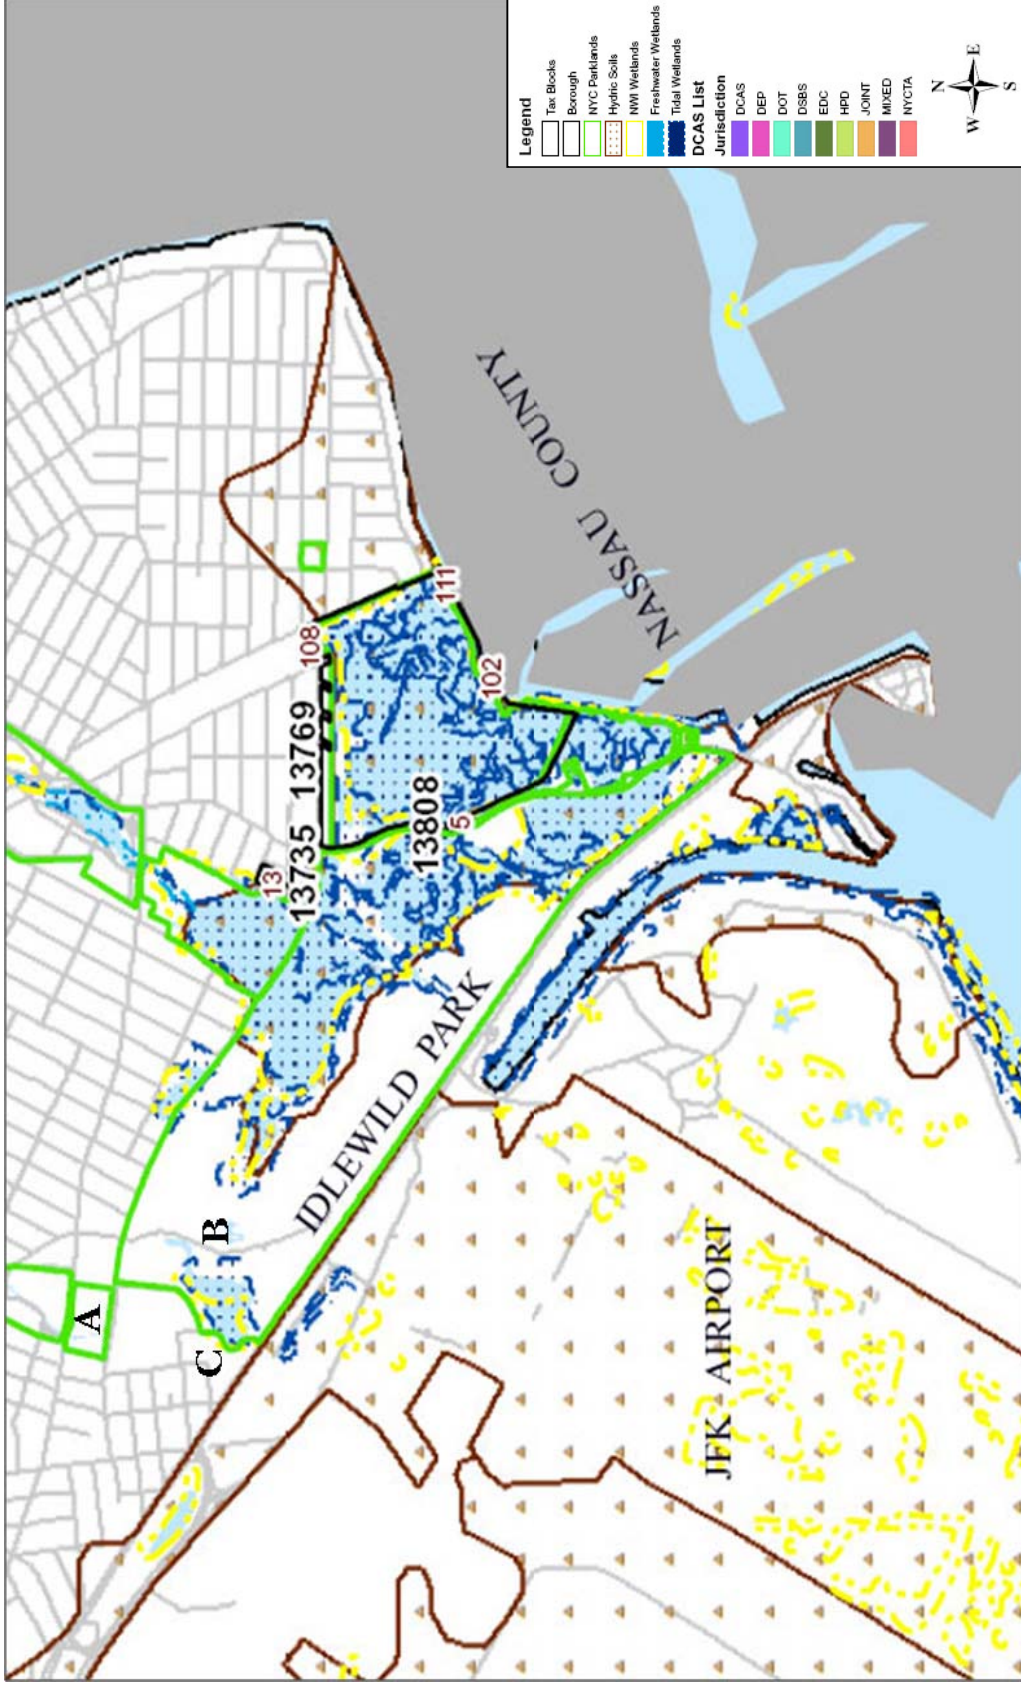 A
B
C
IDLEWILD PARK
JFK AIRPORT
NASSAU COUNTY
13
13735
13769
108
111
102
5
13808
Legend
Tax Blocks
Borough
NYC Parklands
Hydric Soils
NWI Wetlands
Freshwater Wetlands
Tidal Wetlands
DCAS List
Jurisdiction
DCAS
DEP
DOT
DSBS
EDC
HPD
JOINT
MIXED
NYCTA
N
W
E
S